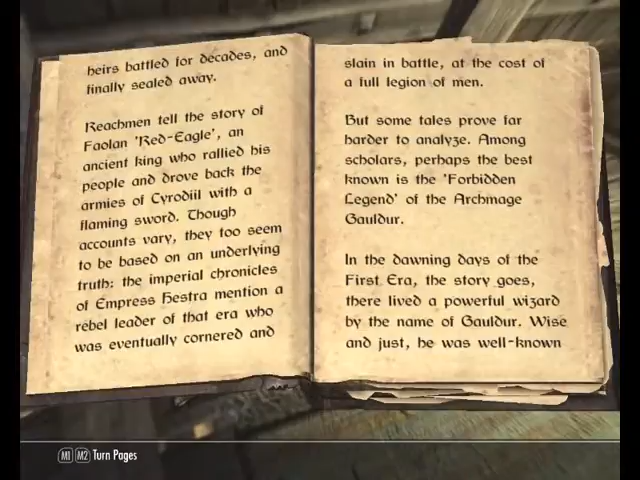 heirs battled for decades, and
finally sealed away.
Reachmen tell the story of
Faolan 'Red-Eagle', an
ancient king who rallied his
people and drove back the
armies of Cyrodiil with a
flaming sword. Though
accounts vary, they too seem
to be based on an underlying
truth: the imperial chronicles
of Empress Hestra mention a
rebel leader of that era who
was eventually cornered and
slain in battle, at the cost of
a full legion of men.
But some tales prove far
harder to analyze. Among
scholars, perhaps the best
known is the 'Forbidden
Legend' of the Archmage
Gauldur.
In the dawning days of the
First Era, the story goes,
there lived a powerful wizard
by the name of Gauldur. Wise
and just, he was well-known
M1 M2 Turn Pages